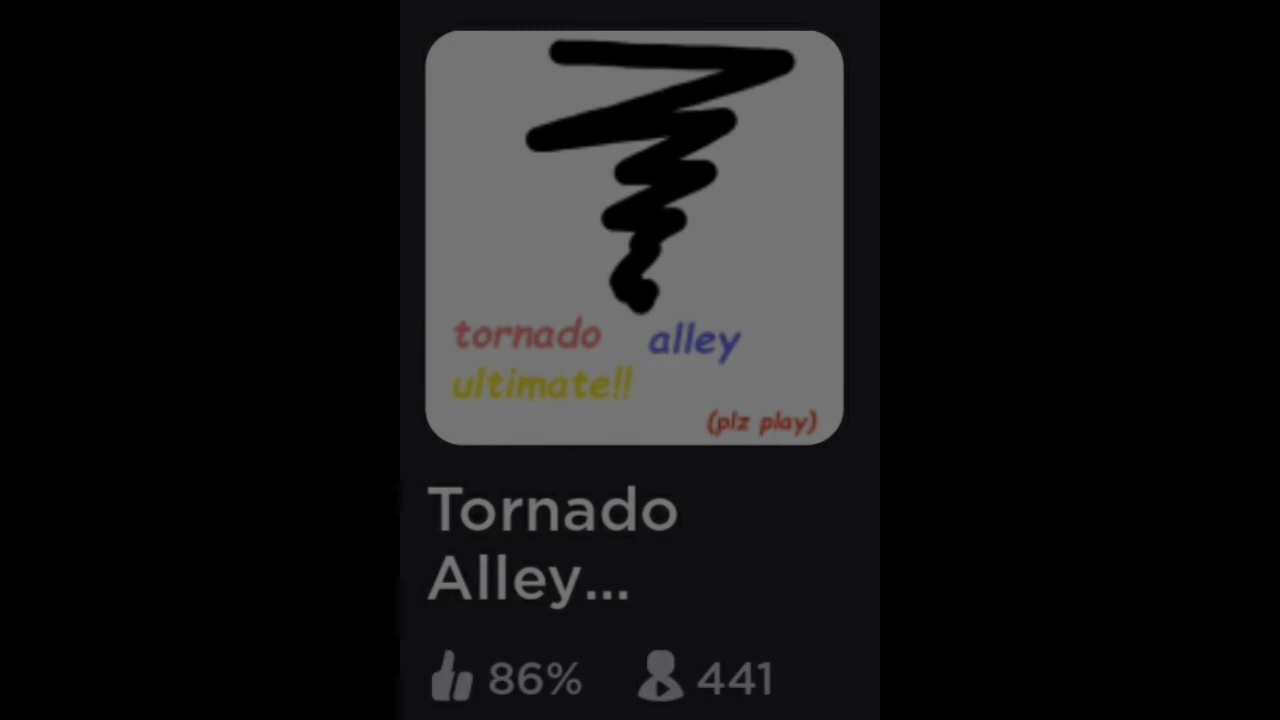 tornado alley
ultimate!!
(plz play)
Tornado
Alley...
86% 441